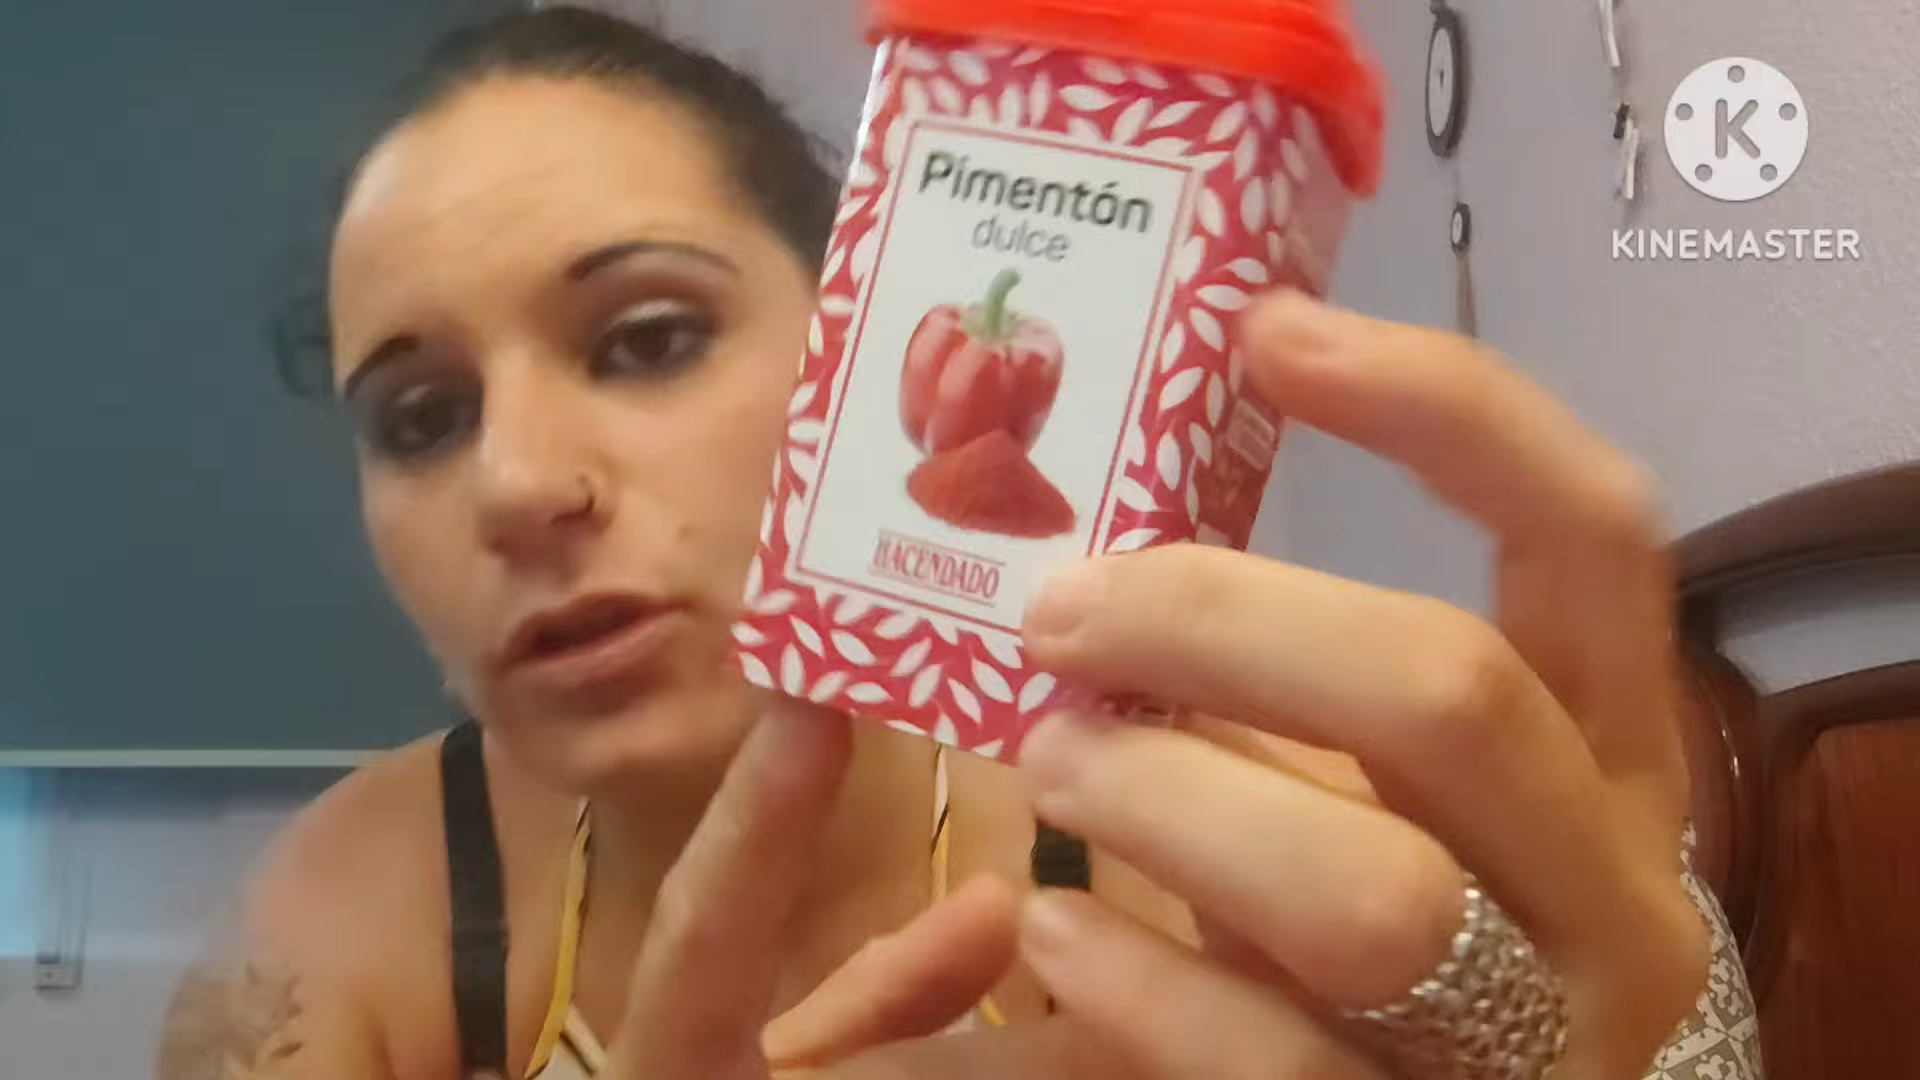 Pimentón
dulce
HACENDADO
K
KINEMASTER